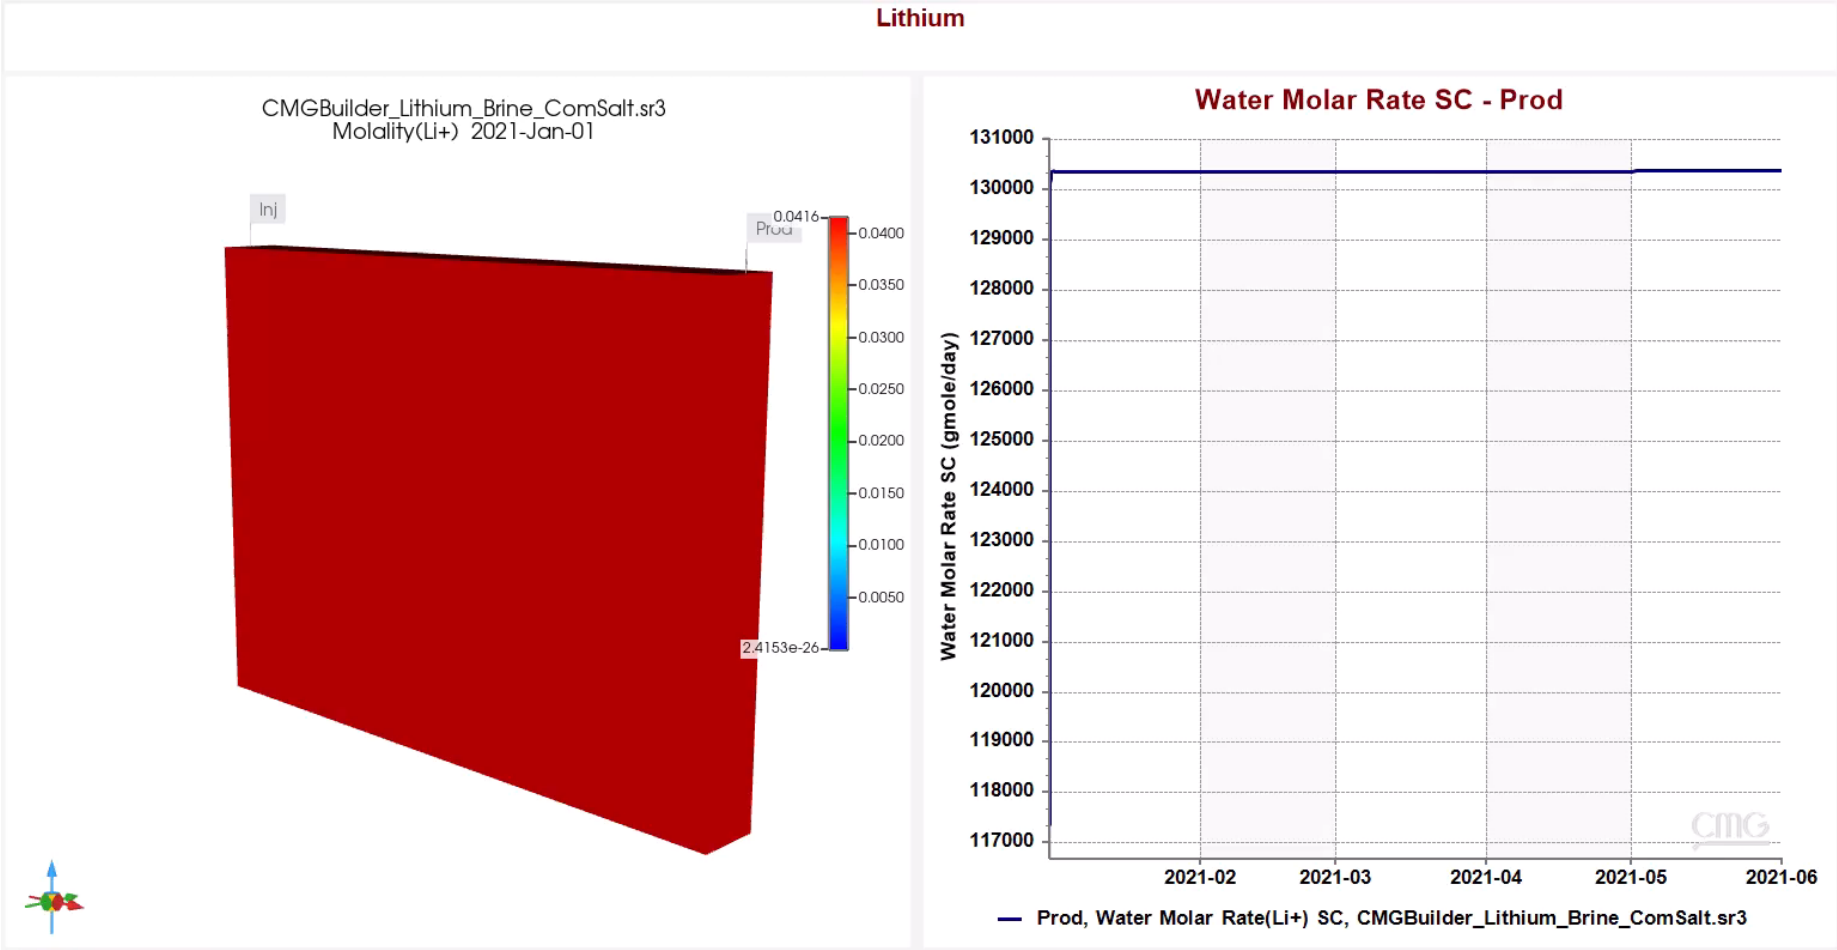 Lithium
CMGBuilder_Lithium_Brine_ComSalt.sr3
Molality(Li+) 2021-Jan-01
Inj
Prod
0.0416
0.0400
0.0350
0.0300
0.0250
0.0200
0.0150
0.0100
0.0050
2.4153e-26
Water Molar Rate SC - Prod
Water Molar Rate SC (gmole/day)
131000
130000
129000
128000
127000
126000
125000
124000
123000
122000
121000
120000
119000
118000
117000
CMG
2021-02
2021-03
2021-04
2021-05
2021-06
Prod, Water Molar Rate(Li+) SC, CMGBuilder_Lithium_Brine_ComSalt.sr3